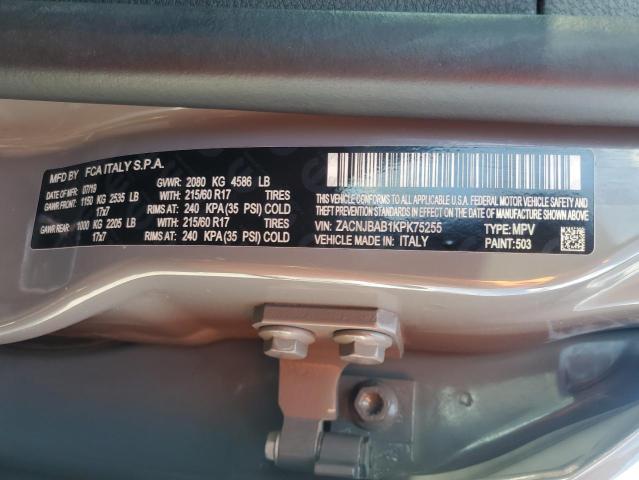 MFD BY FCA ITALY S.P.A.
DATE OF MFR: 07/19 GVWR: 2080 KG 4586 LB
GAWR FRONT: 1150 KG 2535 LB WITH: 215/60 R17 TIRES
17x7 RIMS AT: 240 KPA (35 PSI) COLD
GAWR REAR: 1000 KG 2205 LB WITH: 215/60 R17 TIRES
17x7 RIMS AT: 240 KPA (35 PSI) COLD
THIS VEHICLE CONFORMS TO ALL APPLICABLE U.S.A. FEDERAL MOTOR VEHICLE
SAFETY, BUMPER, AND THEFT PREVENTION STANDARDS IN EFFECT ON THE DATE
OF MANUFACTURE SHOWN ABOVE.
VIN: ZACNJBAB1KPK75255 TYPE: MPV
VEHICLE MADE IN: ITALY PAINT: 503